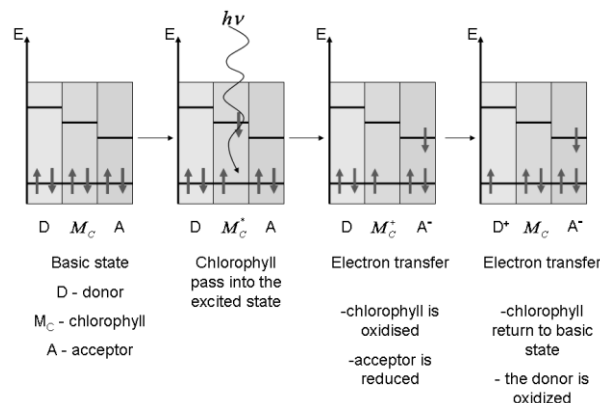 hν
E
E
E
E
D M_C A
D M_C^* A
D M_C^+ A⁻
D⁺ M_C A⁻
Basic state
D - donor
M_C - chlorophyll
A - acceptor
Chlorophyll
pass into the
excited state
Electron transfer
-chlorophyll is
oxidised
-acceptor is
reduced
Electron transfer
-chlorophyll
return to basic
state
- the donor is
oxidized